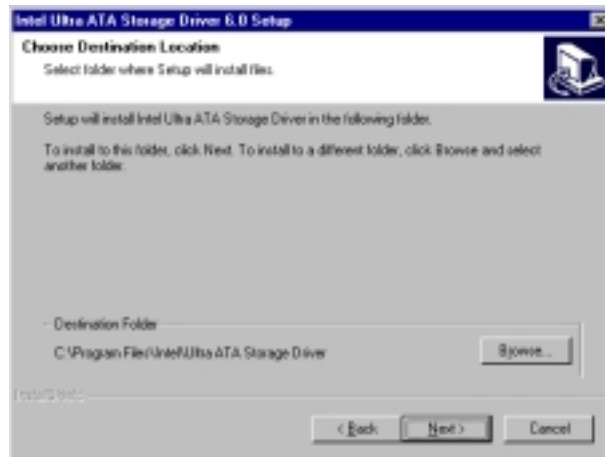 Intel Ultra ATA Storage Driver 6.0 Setup
Choose Destination Location
Select folder where Setup will install files.
Setup will install Intel Ultra ATA Storage Driver in the following folder.
To install to this folder, click Next. To install to a different folder, click Browse and select
another folder.
Destination Folder
C:\Program Files\Intel\Ultra ATA Storage Driver
Browse...
InstallShield
< Back
Next >
Cancel